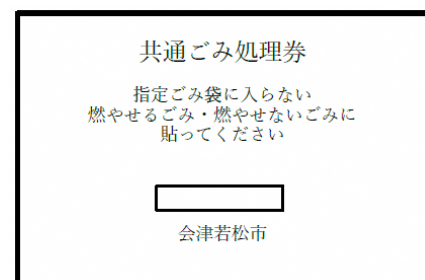 共通ごみ処理券
指定ごみ袋に入らない
燃やせるごみ・燃やせないごみに
貼ってください
会津若松市